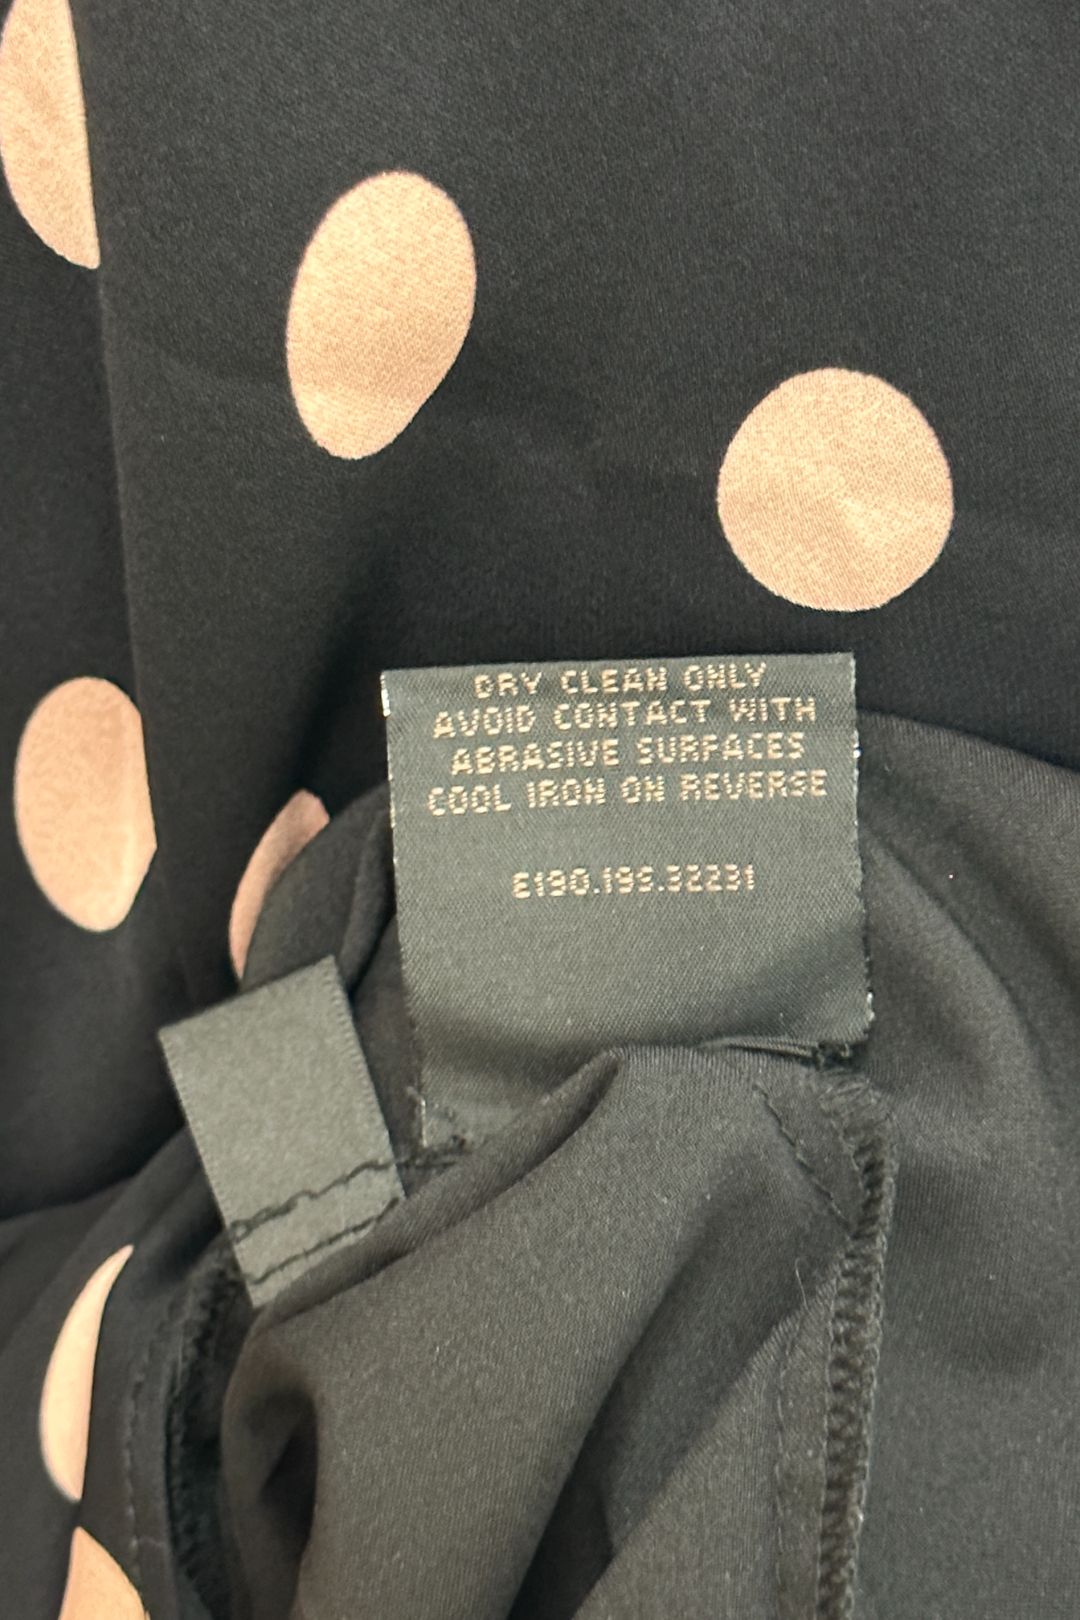 DRY CLEAN ONLY
AVOID CONTACT WITH
ABRASIVE SURFACES
COOL IRON ON REVERSE
E190.199.32231